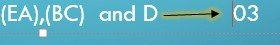 (EA),(BC) and D → 03